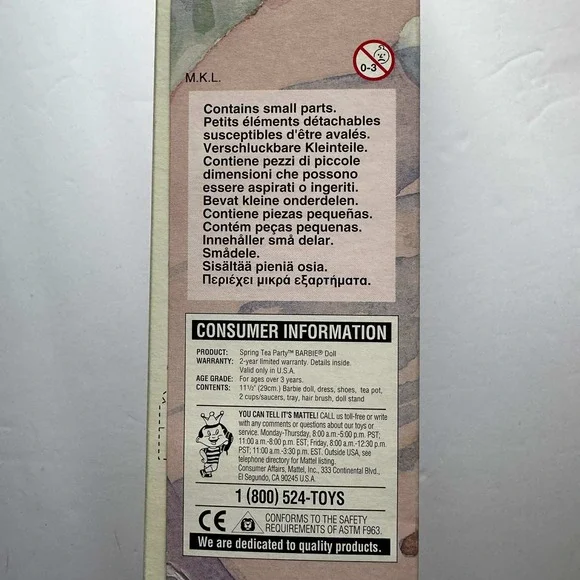 M.K.L.
0-3
Contains small parts.
Petits éléments détachables
susceptibles d'être avalés.
Verschluckbare Kleinteile.
Contiene pezzi di piccole
dimensioni che possono
essere aspirati o ingeriti.
Bevat kleine onderdelen.
Contiene piezas pequeñas.
Contém peças pequenas.
Innehåller små delar.
Smådele.
Sisältää pieniä osia.
Περιέχει μικρά εξαρτήματα.
CONSUMER INFORMATION
PRODUCT: Spring Tea Party™ BARBIE® Doll
WARRANTY: 2-year limited warranty. Details inside.
Valid only in U.S.A.
AGE GRADE: For ages over 3 years.
CONTENTS: 11½" (29cm.) Barbie doll, dress, shoes, tea pot,
2 cups/saucers, tray, hair brush, doll stand
YOU CAN TELL IT'S MATTEL! CALL us toll-free or write
with any comments or questions about our toys or
service. Monday-Thursday, 8:00 am.-5:00 p.m. PST;
11:00 a.m.-8:00 p.m. EST; Friday, 8:00 a.m.-12:30 p.m.
PST; 11:00 a.m.-3:30 p.m. EST. Outside USA, see
telephone directory for Mattel listing.
Consumer Affairs, Mattel, Inc., 333 Continental Blvd.,
El Segundo, CA 90245 U.S.A.
1 (800) 524-TOYS
CE CONFORMS TO THE SAFETY
REQUIREMENTS OF ASTM F963.
We are dedicated to quality products.